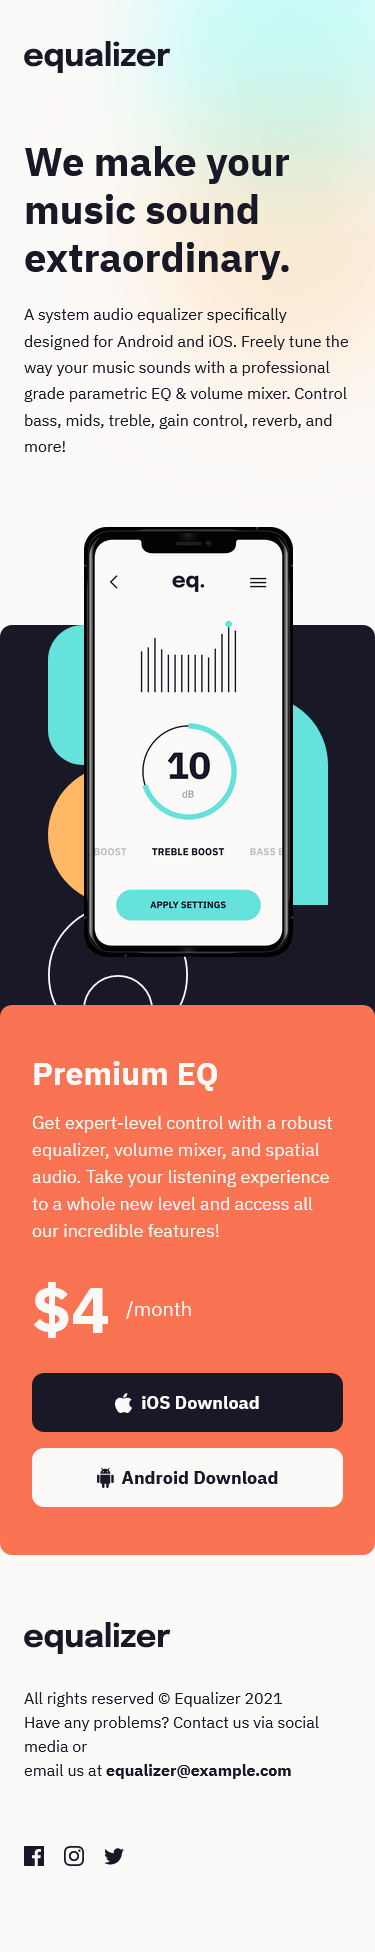 equalizer
We make your
music sound
extraordinary.
A system audio equalizer specifically
designed for Android and iOS. Freely tune the
way your music sounds with a professional
grade parametric EQ & volume mixer. Control
bass, mids, treble, gain control, reverb, and
more!
eq.
10
dB
BOOST TREBLE BOOST BASS
APPLY SETTINGS
Premium EQ
Get expert-level control with a robust
equalizer, volume mixer, and spatial
audio. Take your listening experience
to a whole new level and access all
our incredible features!
$4 /month
iOS Download
Android Download
equalizer
All rights reserved © Equalizer 2021
Have any problems? Contact us via social
media or
email us at equalizer@example.com